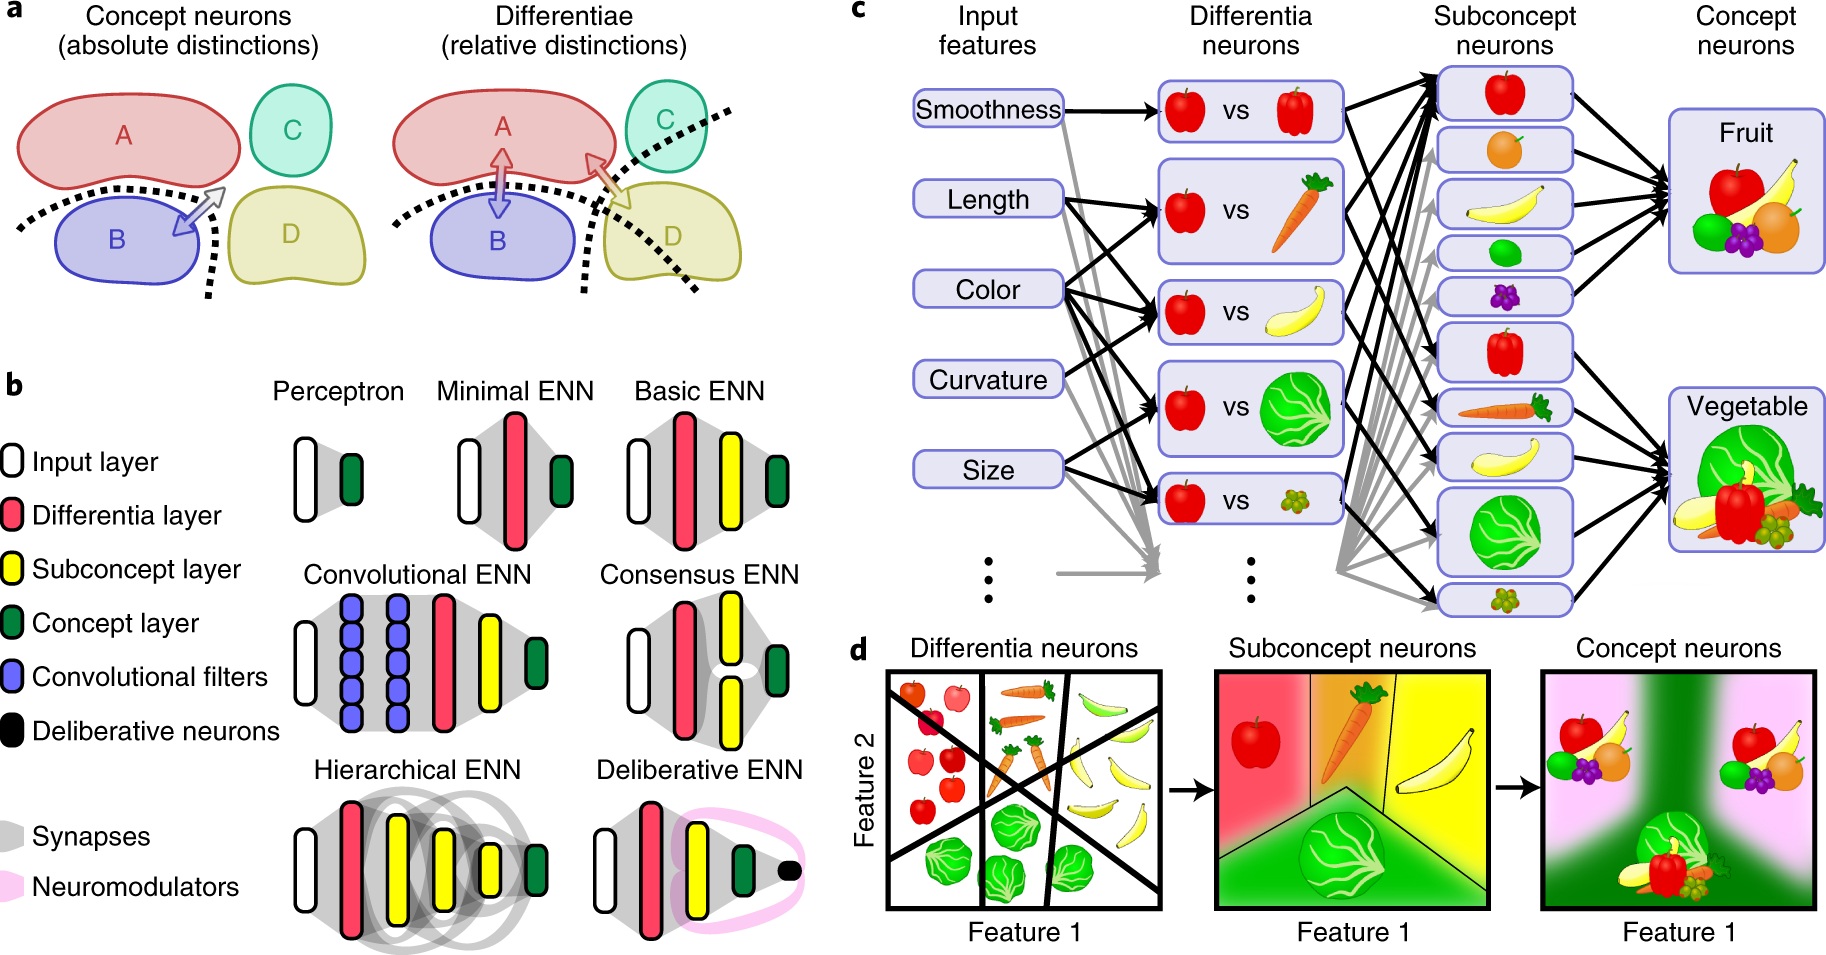 a
Concept neurons
(absolute distinctions)
A
B
C
D
Differentiae
(relative distinctions)
A
B
C
D
b
Input layer
Differentia layer
Subconcept layer
Concept layer
Convolutional filters
Deliberative neurons
Synapses
Neuromodulators
Perceptron
Minimal ENN
Basic ENN
Convolutional ENN
Consensus ENN
Hierarchical ENN
Deliberative ENN
c
Input
features
Differentia
neurons
Subconcept
neurons
Concept
neurons
Smoothness
Length
Color
Curvature
Size
vs
vs
vs
vs
vs
Fruit
Vegetable
d
Differentia neurons
Subconcept neurons
Concept neurons
Feature 2
Feature 1
Feature 1
Feature 1